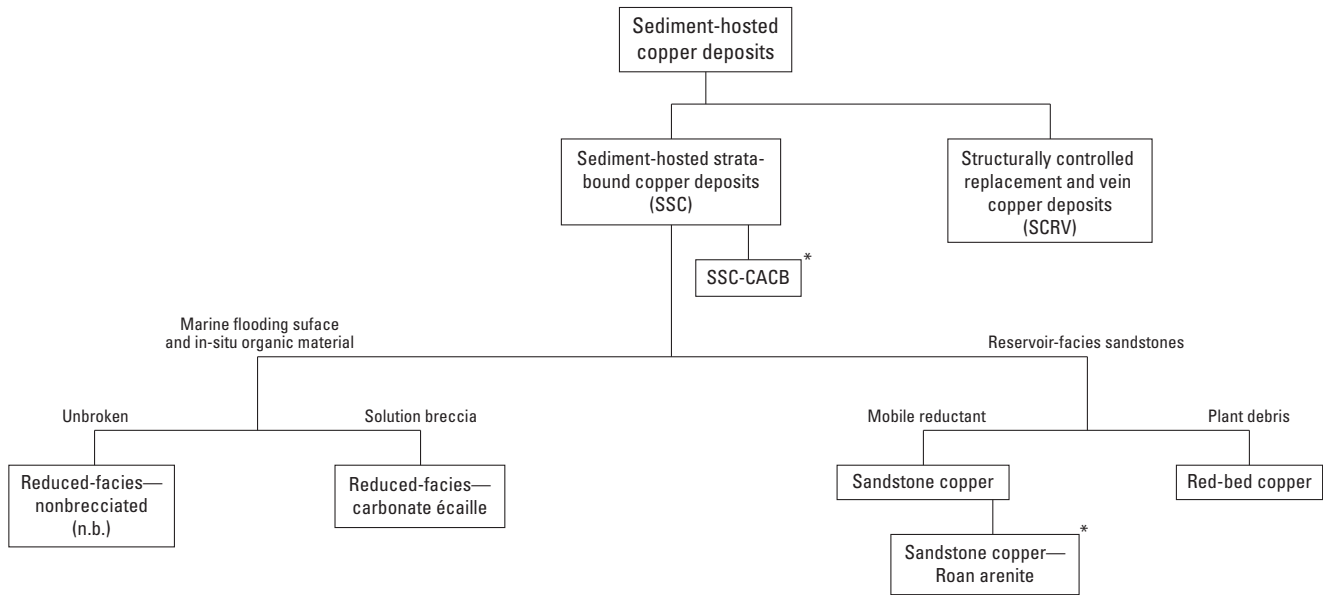 Sediment-hosted
copper deposits
Sediment-hosted strata-
bound copper deposits
(SSC)
Structurally controlled
replacement and vein
copper deposits
(SCRV)
SSC-CACB*
Marine flooding suface
and in-situ organic material
Reservoir-facies sandstones
Unbroken
Solution breccia
Mobile reductant
Plant debris
Reduced-facies—
nonbrecciated
(n.b.)
Reduced-facies—
carbonate écaille
Sandstone copper
Red-bed copper
Sandstone copper—*
Roan arenite